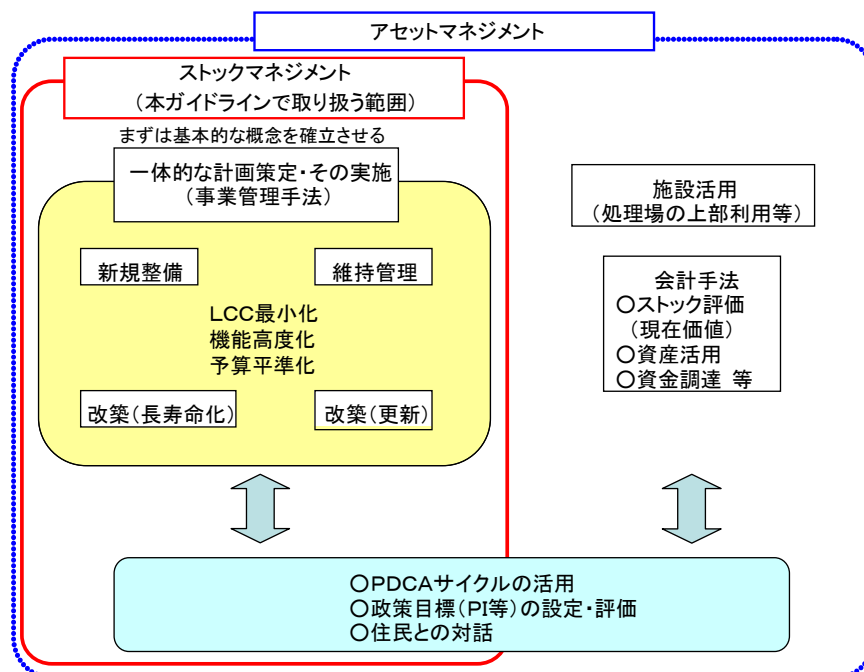 アセットマネジメント
ストックマネジメント
(本ガイドラインで取り扱う範囲)
まずは基本的な概念を確立させる
一体的な計画策定・その実施
(事業管理手法)
新規整備
維持管理
LCC最小化
機能高度化
予算平準化
改築(長寿命化)
改築(更新)
施設活用
(処理場の上部利用等)
会計手法
○ストック評価
(現在価値)
○資産活用
○資金調達 等
○PDCAサイクルの活用
○政策目標(PI等)の設定・評価
○住民との対話